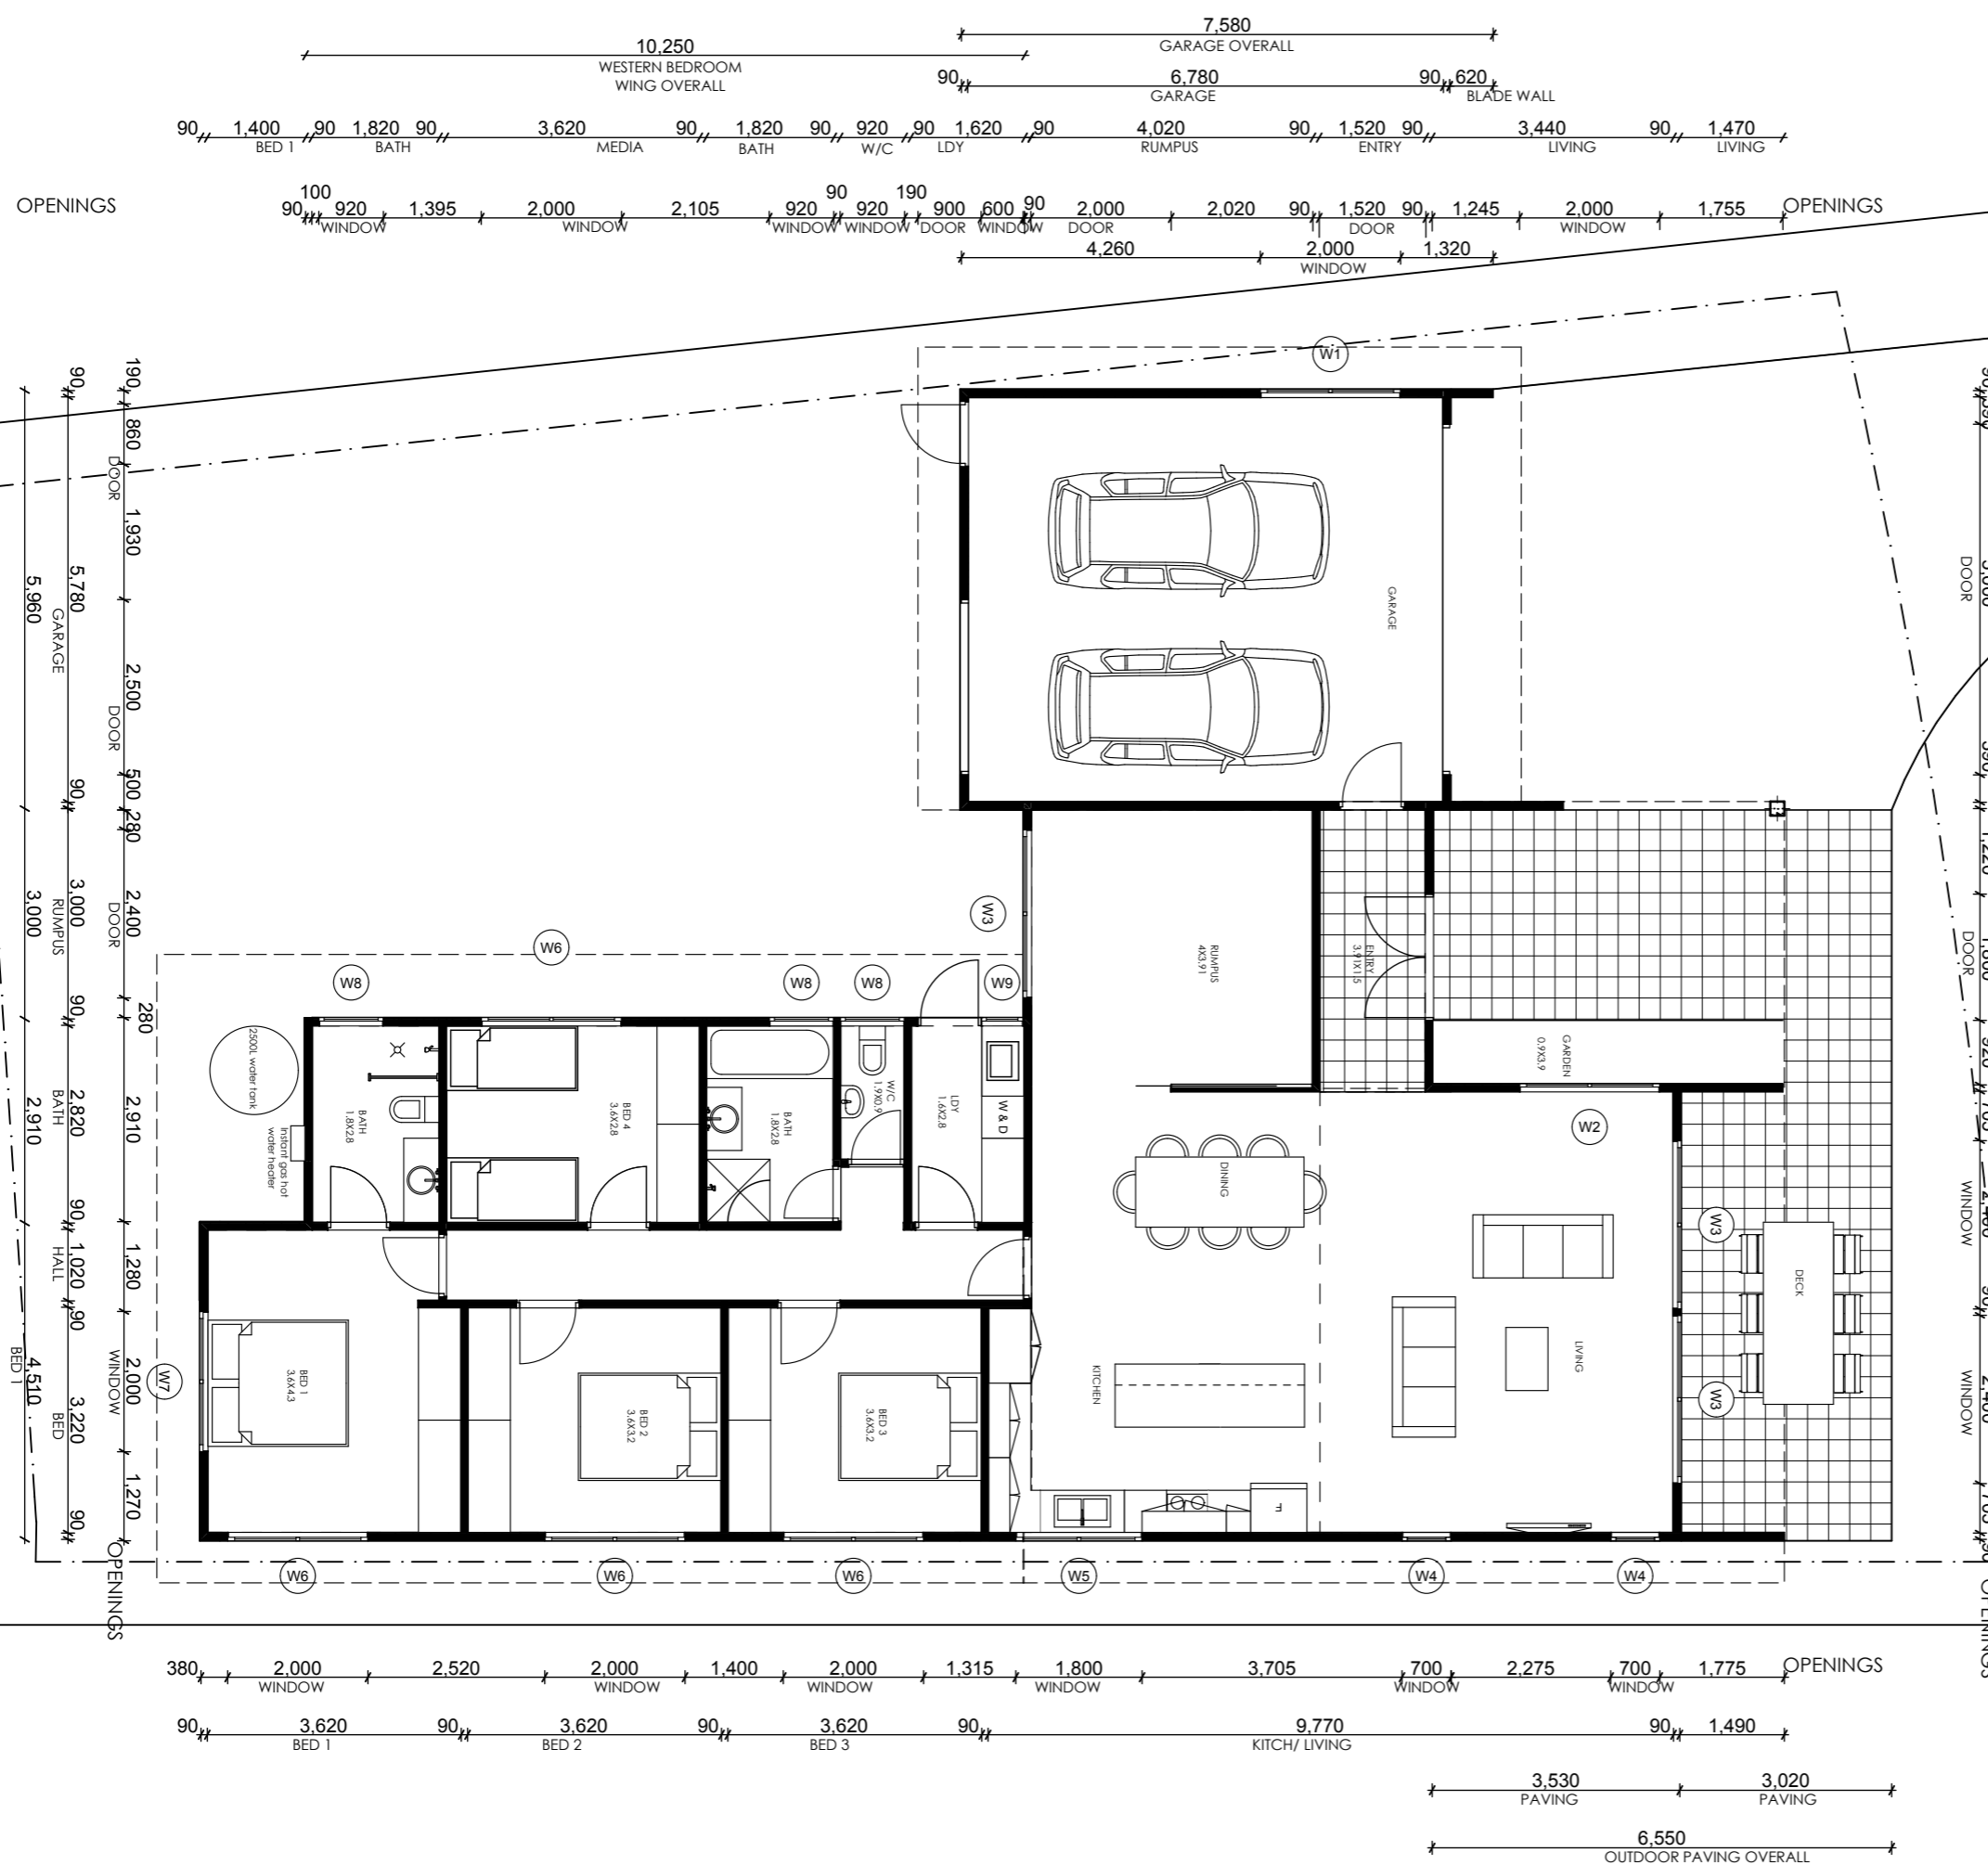 7,580
GARAGE OVERALL
10,250
WESTERN BEDROOM
WING OVERALL
90 6,780 90 620
GARAGE BLADE WALL
90 1,400 90 1,820 90 3,620 90 1,820 90 920 90 1,620 90 4,020 90 1,520 90 3,440 90 1,470
BED 1 BATH MEDIA BATH W/C LDY RUMPUS ENTRY LIVING LIVING
OPENINGS
100 90 190 90
90 920 1,395 2,000 2,105 920 920 900 600 2,000 2,020 90 1,520 90 1,245 2,000 1,755
OPENINGS
WINDOW WINDOW WINDOW WINDOW DOOR WINDOW DOOR DOOR WINDOW
4,260 2,000 1,320
WINDOW
190 860 1,930 2,500 500 280 2,400 280 2,910 1,280 2,000 1,270
DOOR DOOR DOOR WINDOW OPENINGS
90 5,780 90 3,000 90 2,820 90 1,020 90 3,220 90
GARAGE RUMPUS BATH HALL BED
5,960 3,000 2,910 4,510
BED 1
W1
GARAGE
W3
RUMPUS
4X3.91
ENTRY
3.91X1.5
GARDEN
0.9X3.9
W6
W8
W8
W8
W9
W2
2500L water tank
Instant gas hot
water heater
BATH
1.8X2.8
BED 4
3.6X2.8
BATH
1.8X2.8
W/C
1.9X0.9
LDY
1.6X2.8
W & D
DINING
W3
DECK
W3
LIVING
KITCHEN
F
W7
BED 1
3.6X4.3
BED 2
3.6X3.2
BED 3
3.6X3.2
W6
W6
W6
W5
W4
W4
DOOR
DOOR
WINDOW
WINDOW
OPENINGS
380 2,000 2,520 2,000 1,400 2,000 1,315 1,800 3,705 700 2,275 700 1,775
OPENINGS
WINDOW WINDOW WINDOW WINDOW WINDOW WINDOW
90 3,620 90 3,620 90 3,620 90 9,770 90 1,490
BED 1 BED 2 BED 3 KITCH/ LIVING
3,530 3,020
PAVING PAVING
6,550
OUTDOOR PAVING OVERALL